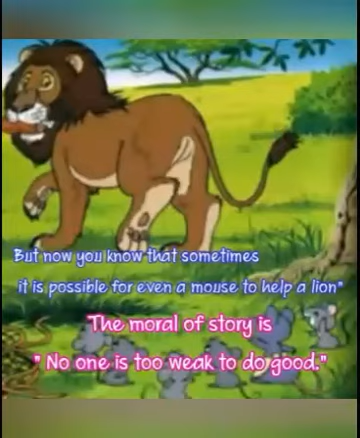 But now you know that sometimes
it is possible for even a mouse to help a lion"
The moral of story is
" No one is too weak to do good."